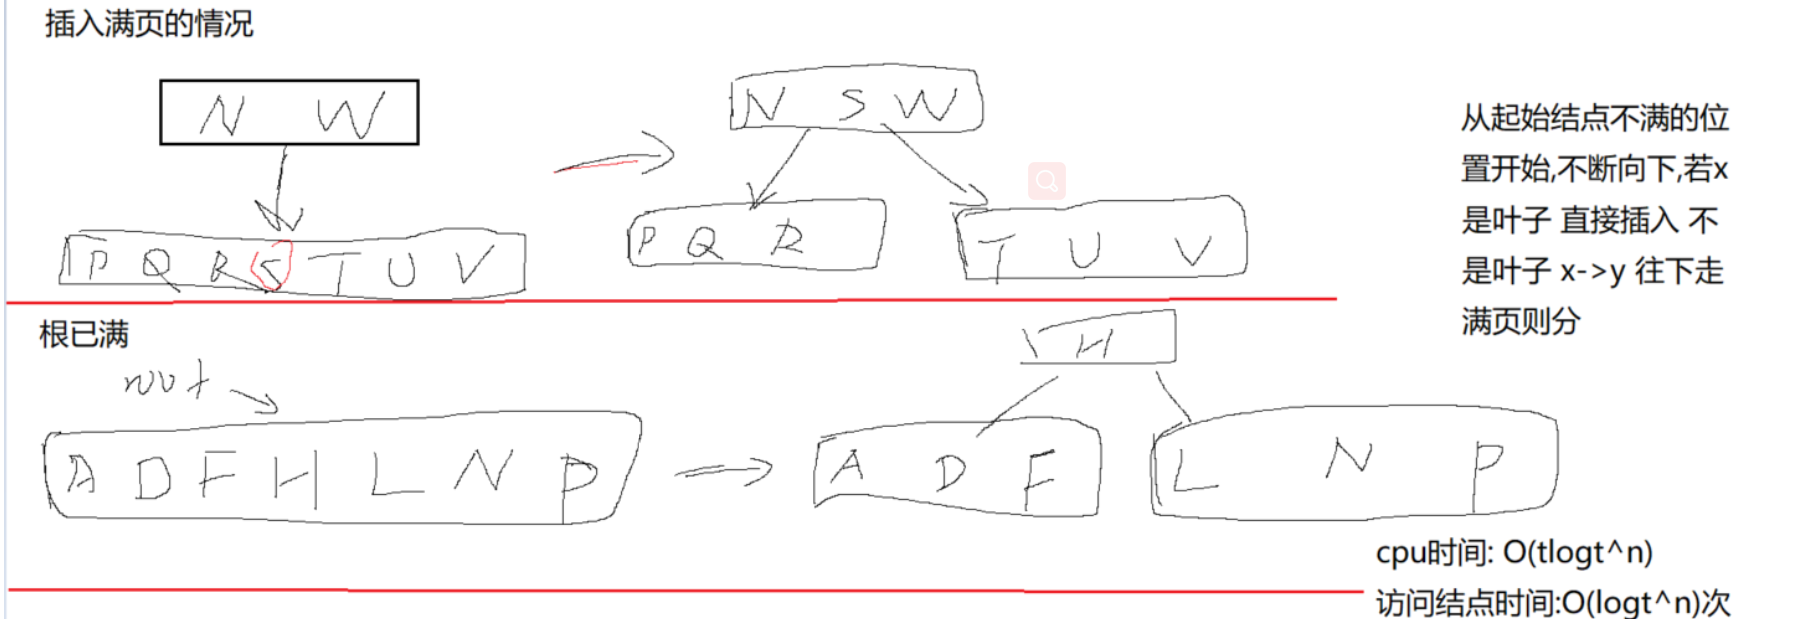 插入满页的情况
N W
N S W
P Q R S T U V
P Q R
T U V
从起始结点不满的位
置开始,不断向下,若x
是叶子 直接插入 不
是叶子 x->y 往下走
满页则分
根已满
root
H
A D F H L N P
A D F
L N P
cpu时间: O(tlogt^n)
访问结点时间:O(logt^n)次